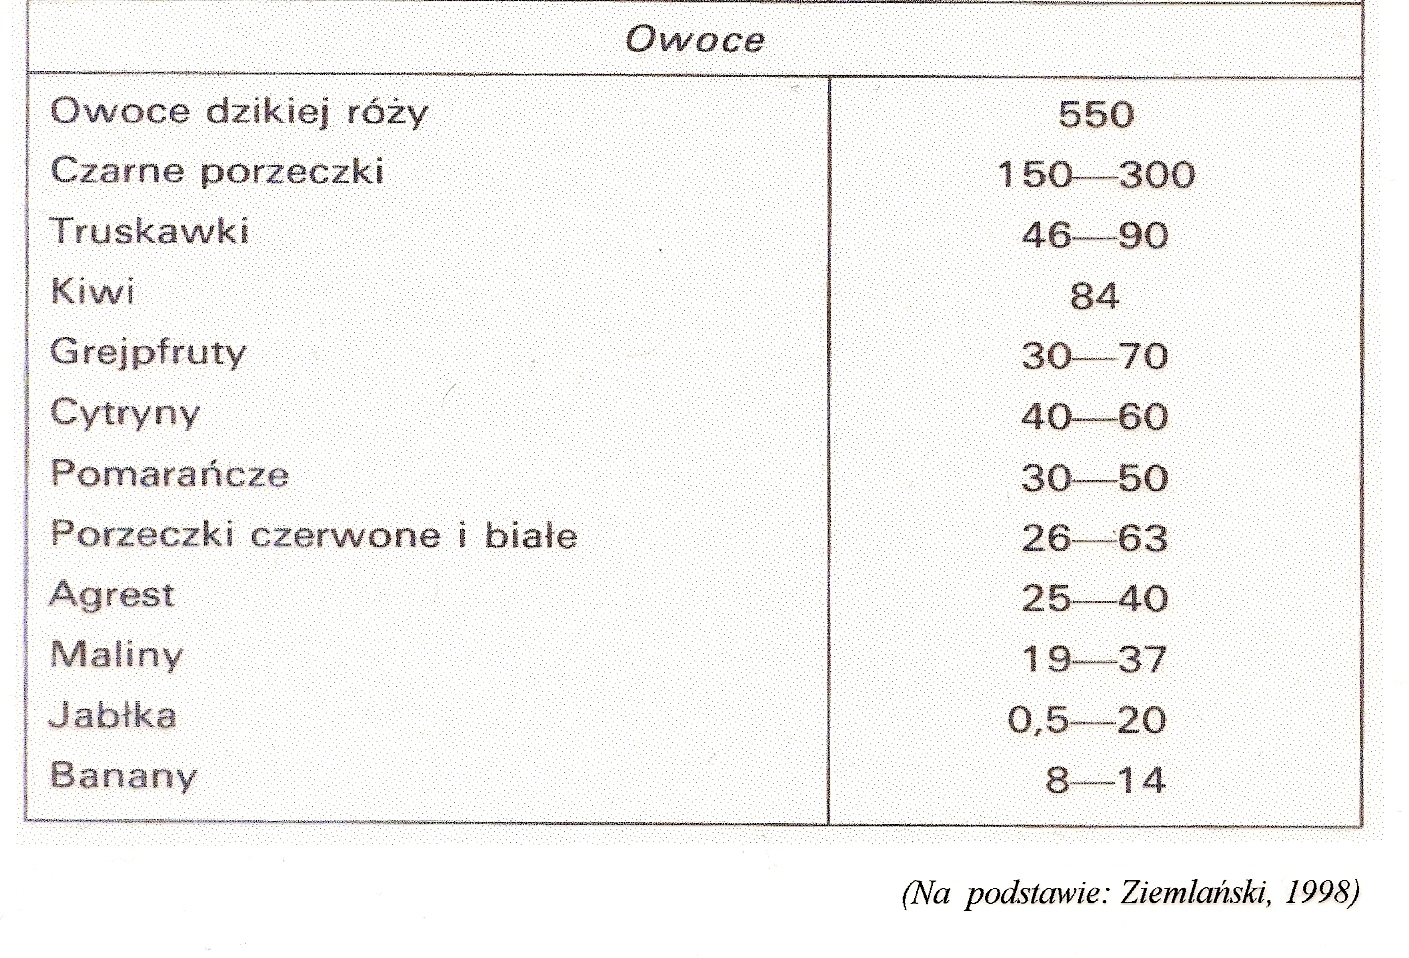 Owoce
Owoce dzikiej róży 550
Czarne porzeczki 150—300
Truskawki 46—90
Kiwi 84
Grejpfruty 30—70
Cytryny 40—60
Pomarańcze 30—50
Porzeczki czerwone i białe 26—63
Agrest 25—40
Maliny 19—37
Jabłka 0,5—20
Banany 8—14
(Na podstawie: Ziemlański, 1998)